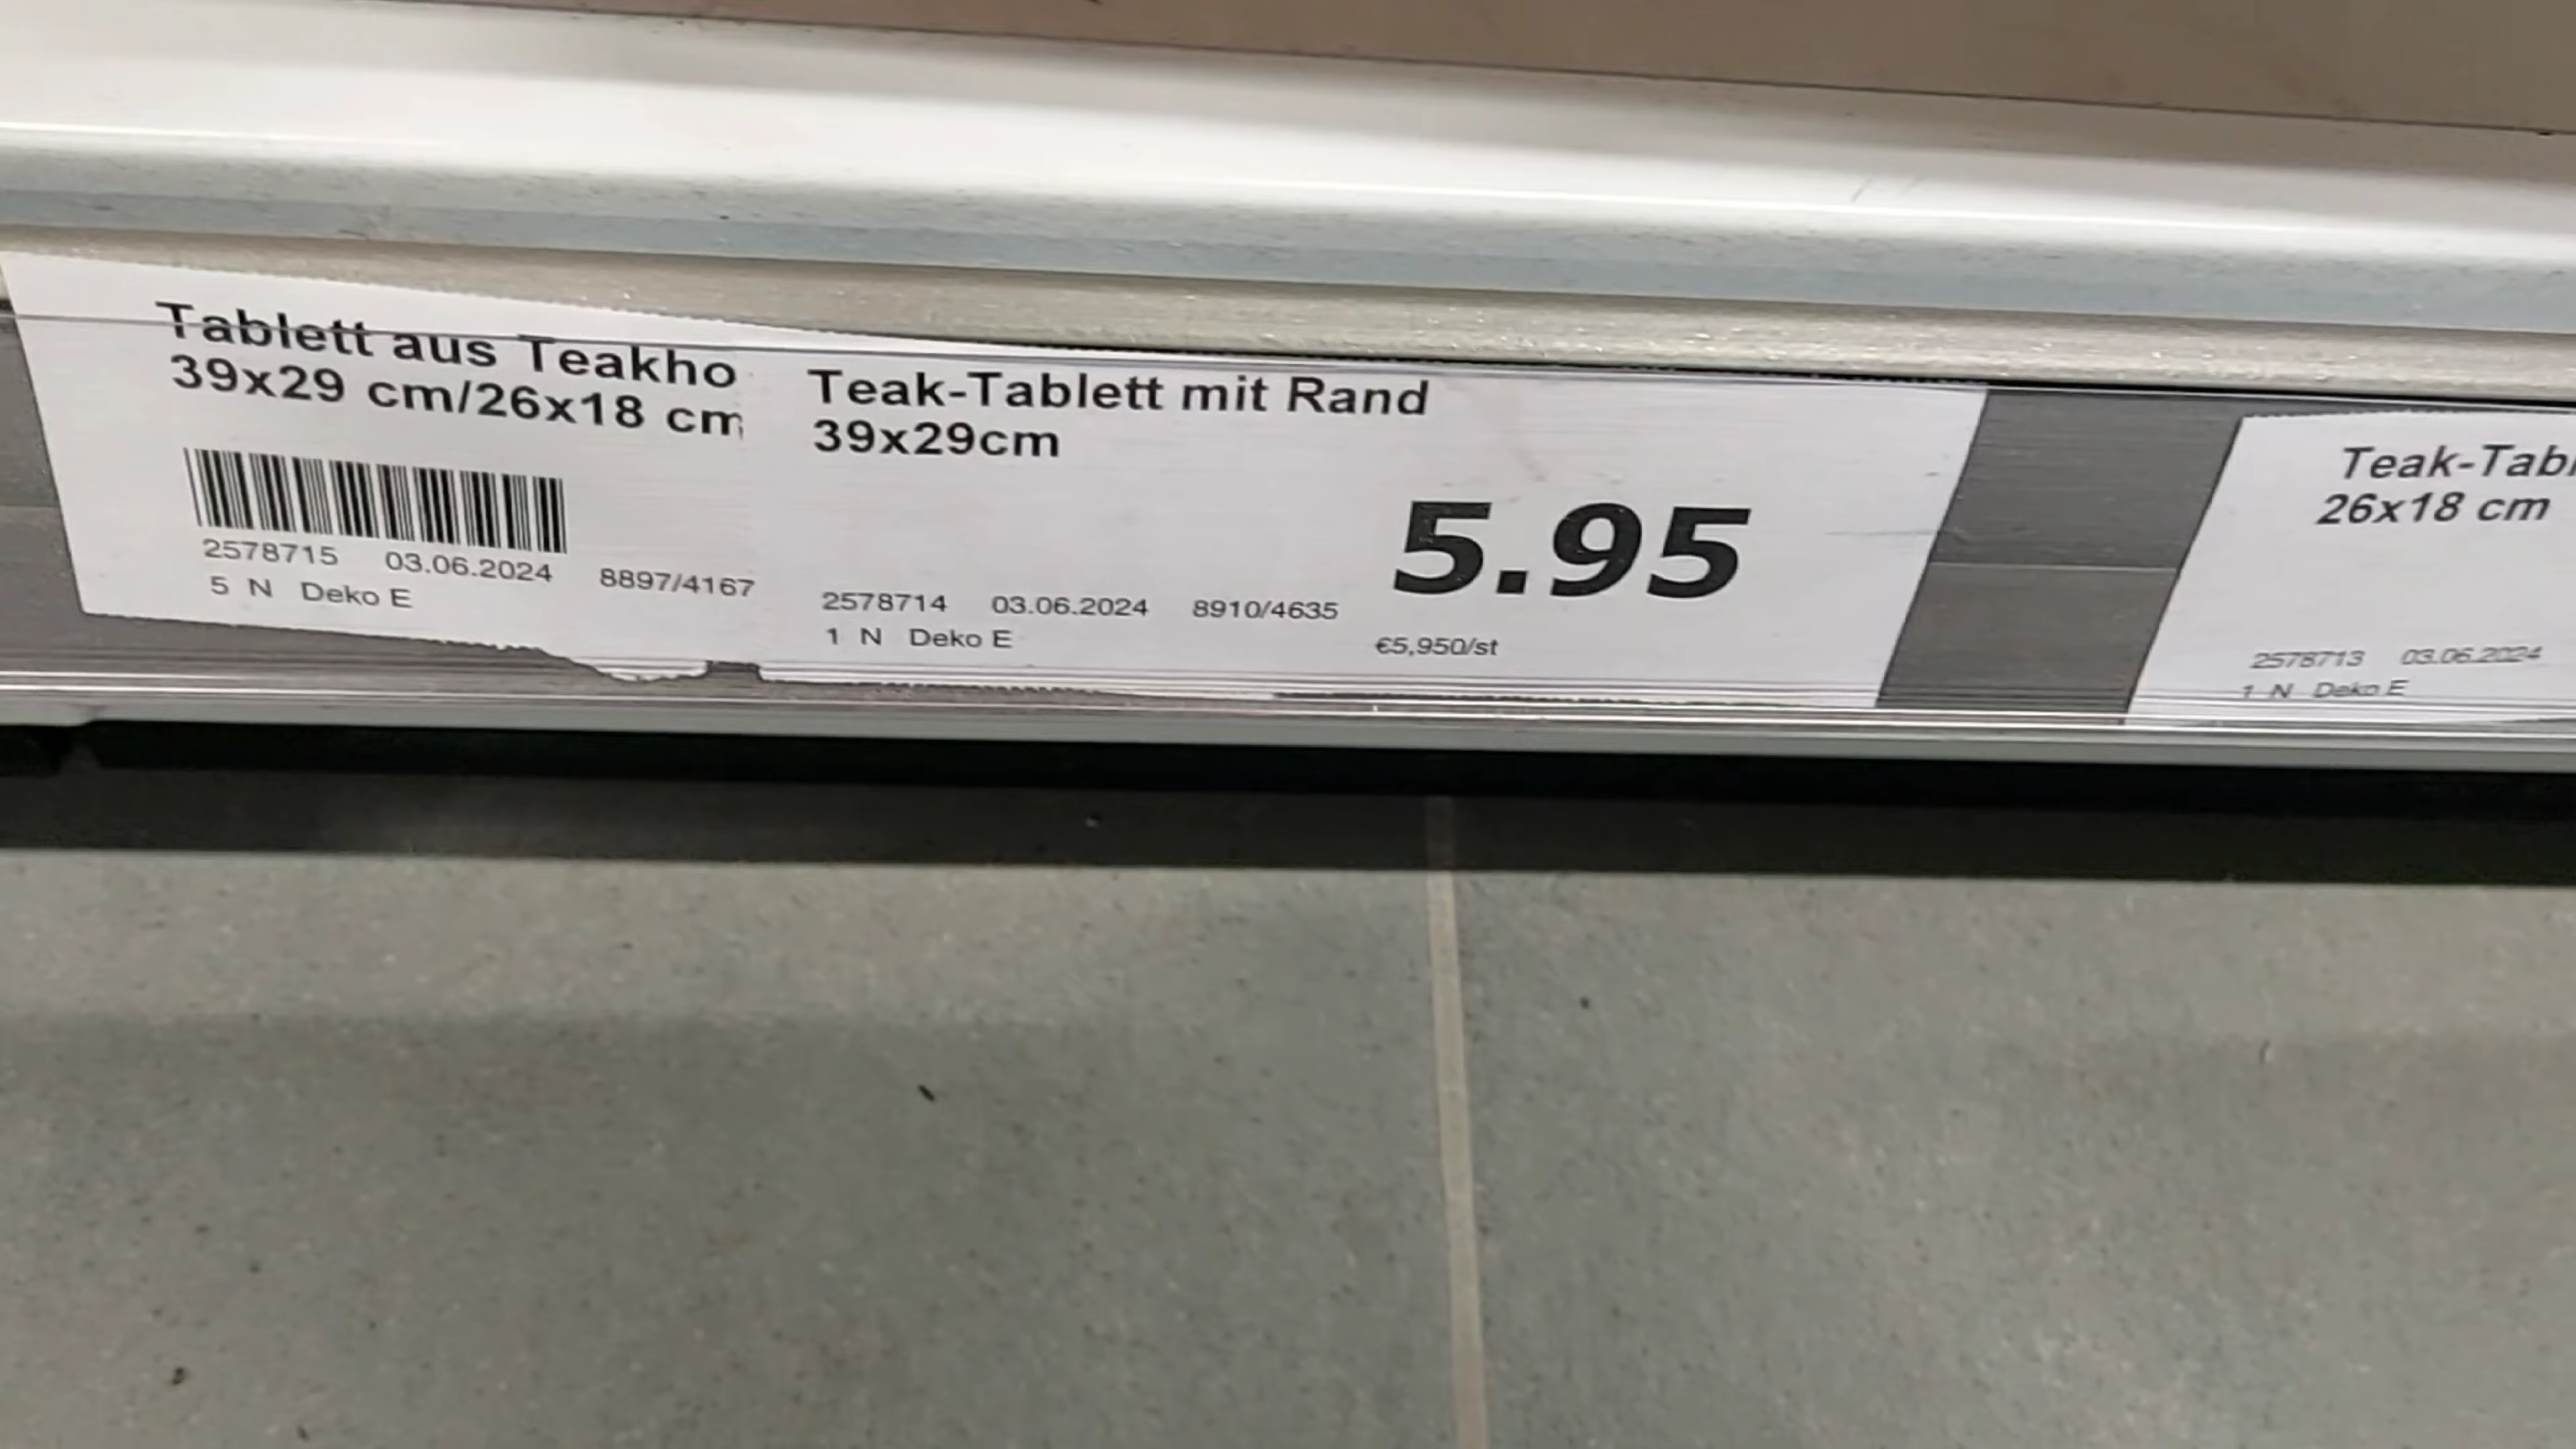 Tablett aus Teakho
39x29 cm/26x18 cm
2578715 03.06.2024 8897/4167
5 N Deko E
Teak-Tablett mit Rand
39x29cm
5.95
2578714 03.06.2024 8910/4635
1 N Deko E
€5,950/st
Teak-Tabl
26x18 cm
2578713 03.06.2024
1 N Deko E